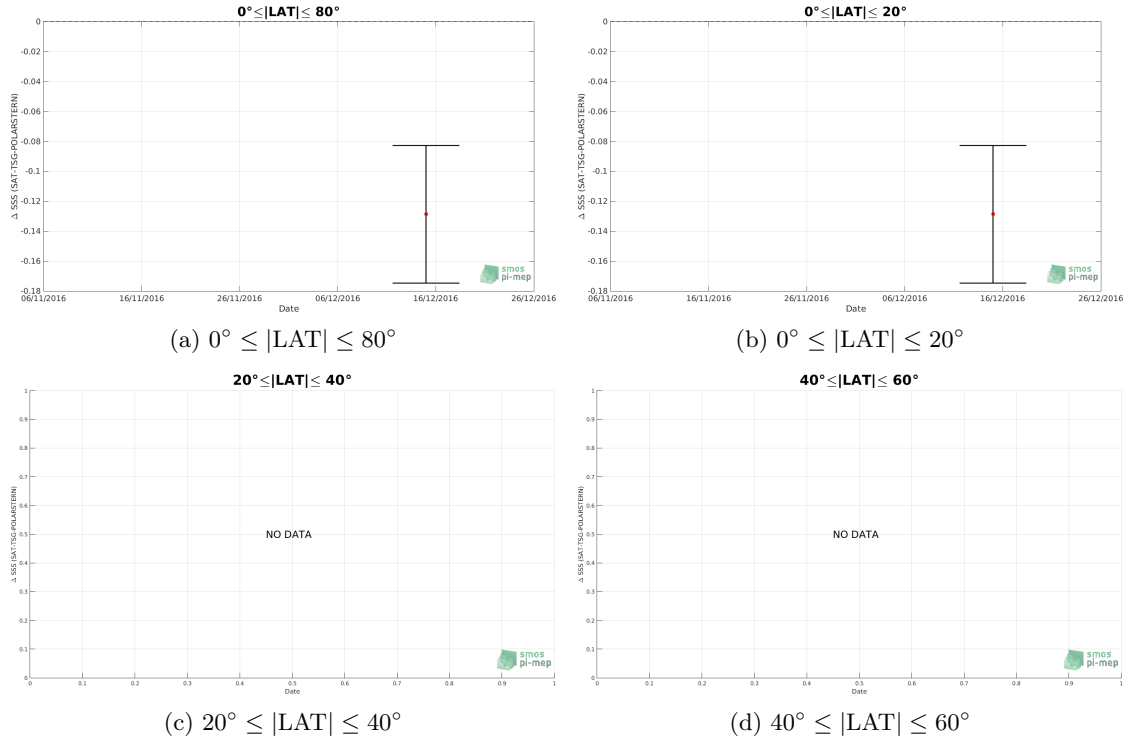 0°≤|LAT|≤ 80°
0
-0.02
-0.04
-0.06
-0.08
-0.1
-0.12
-0.14
-0.16
-0.18
Δ SSS (SAT-TSG-POLARSTERN)
06/11/2016 16/11/2016 26/11/2016 06/12/2016 16/12/2016 26/12/2016
Date
smos
pi-mep
(a) 0° ≤ |LAT| ≤ 80°
0°≤|LAT|≤ 20°
0
-0.02
-0.04
-0.06
-0.08
-0.1
-0.12
-0.14
-0.16
-0.18
Δ SSS (SAT-TSG-POLARSTERN)
06/11/2016 16/11/2016 26/11/2016 06/12/2016 16/12/2016 26/12/2016
Date
smos
pi-mep
(b) 0° ≤ |LAT| ≤ 20°
20°≤|LAT|≤ 40°
1
0.9
0.8
0.7
0.6
0.5
0.4
0.3
0.2
0.1
0
Δ SSS (SAT-TSG-POLARSTERN)
NO DATA
0 0.1 0.2 0.3 0.4 0.5 0.6 0.7 0.8 0.9 1
Date
smos
pi-mep
(c) 20° ≤ |LAT| ≤ 40°
40°≤|LAT|≤ 60°
1
0.9
0.8
0.7
0.6
0.5
0.4
0.3
0.2
0.1
0
Δ SSS (SAT-TSG-POLARSTERN)
NO DATA
0 0.1 0.2 0.3 0.4 0.5 0.6 0.7 0.8 0.9 1
Date
smos
pi-mep
(d) 40° ≤ |LAT| ≤ 60°